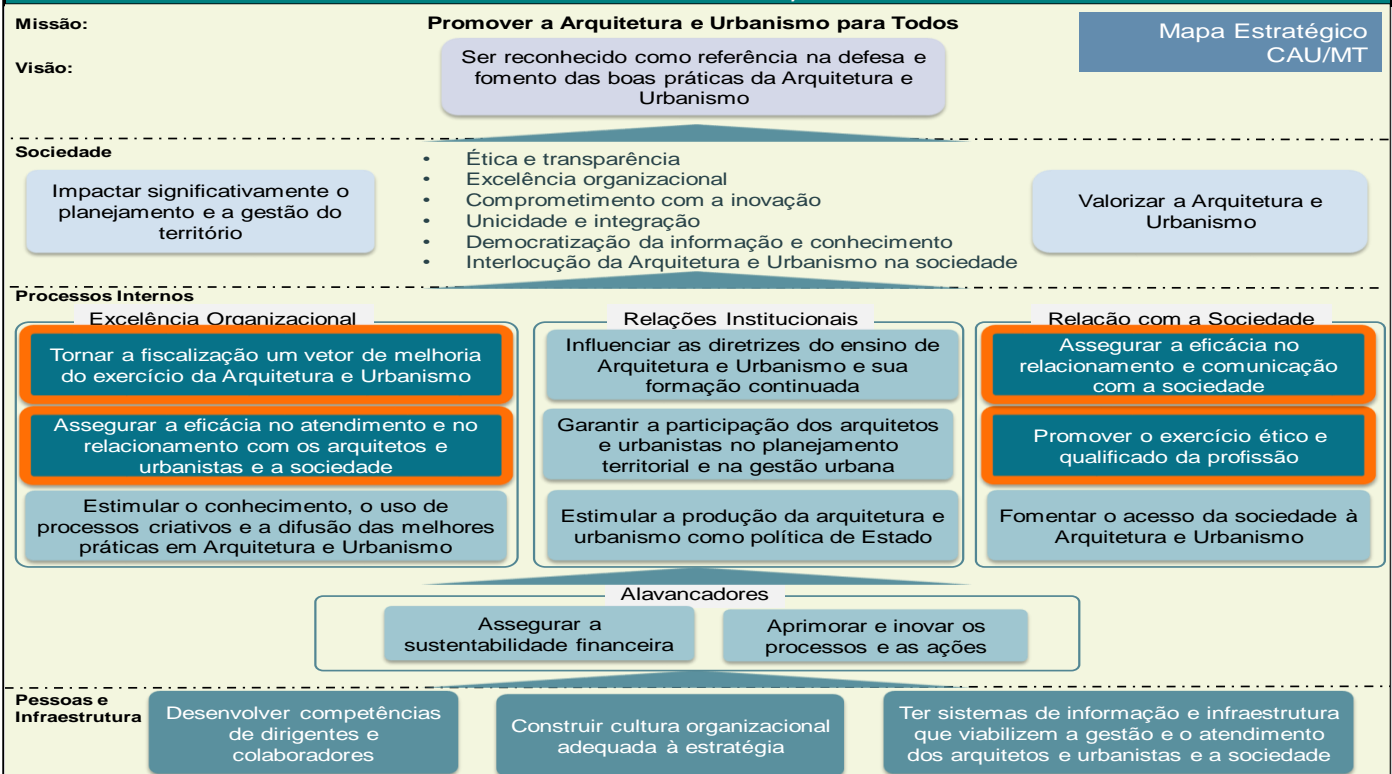 Missão:
Promover a Arquitetura e Urbanismo para Todos
Mapa Estratégico
CAU/MT
Visão:
Ser reconhecido como referência na defesa e
fomento das boas práticas da Arquitetura e
Urbanismo
Sociedade
Impactar significativamente o
planejamento e a gestão do
território
• Ética e transparência
• Excelência organizacional
• Comprometimento com a inovação
• Unicidade e integração
• Democratização da informação e conhecimento
• Interlocução da Arquitetura e Urbanismo na sociedade
Valorizar a Arquitetura e
Urbanismo
Processos Internos
Excelência Organizacional
Tornar a fiscalização um vetor de melhoria
do exercício da Arquitetura e Urbanismo
Assegurar a eficácia no atendimento e no
relacionamento com os arquitetos e
urbanistas e a sociedade
Estimular o conhecimento, o uso de
processos criativos e a difusão das melhores
práticas em Arquitetura e Urbanismo
Relações Institucionais
Influenciar as diretrizes do ensino de
Arquitetura e Urbanismo e sua
formação continuada
Garantir a participação dos arquitetos
e urbanistas no planejamento
territorial e na gestão urbana
Estimular a produção da arquitetura e
urbanismo como política de Estado
Relação com a Sociedade
Assegurar a eficácia no
relacionamento e comunicação
com a sociedade
Promover o exercício ético e
qualificado da profissão
Fomentar o acesso da sociedade à
Arquitetura e Urbanismo
Alavancadores
Assegurar a
sustentabilidade financeira
Aprimorar e inovar os
processos e as ações
Pessoas e
Infraestrutura
Desenvolver competências
de dirigentes e
colaboradores
Construir cultura organizacional
adequada à estratégia
Ter sistemas de informação e infraestrutura
que viabilizem a gestão e o atendimento
dos arquitetos e urbanistas e a sociedade